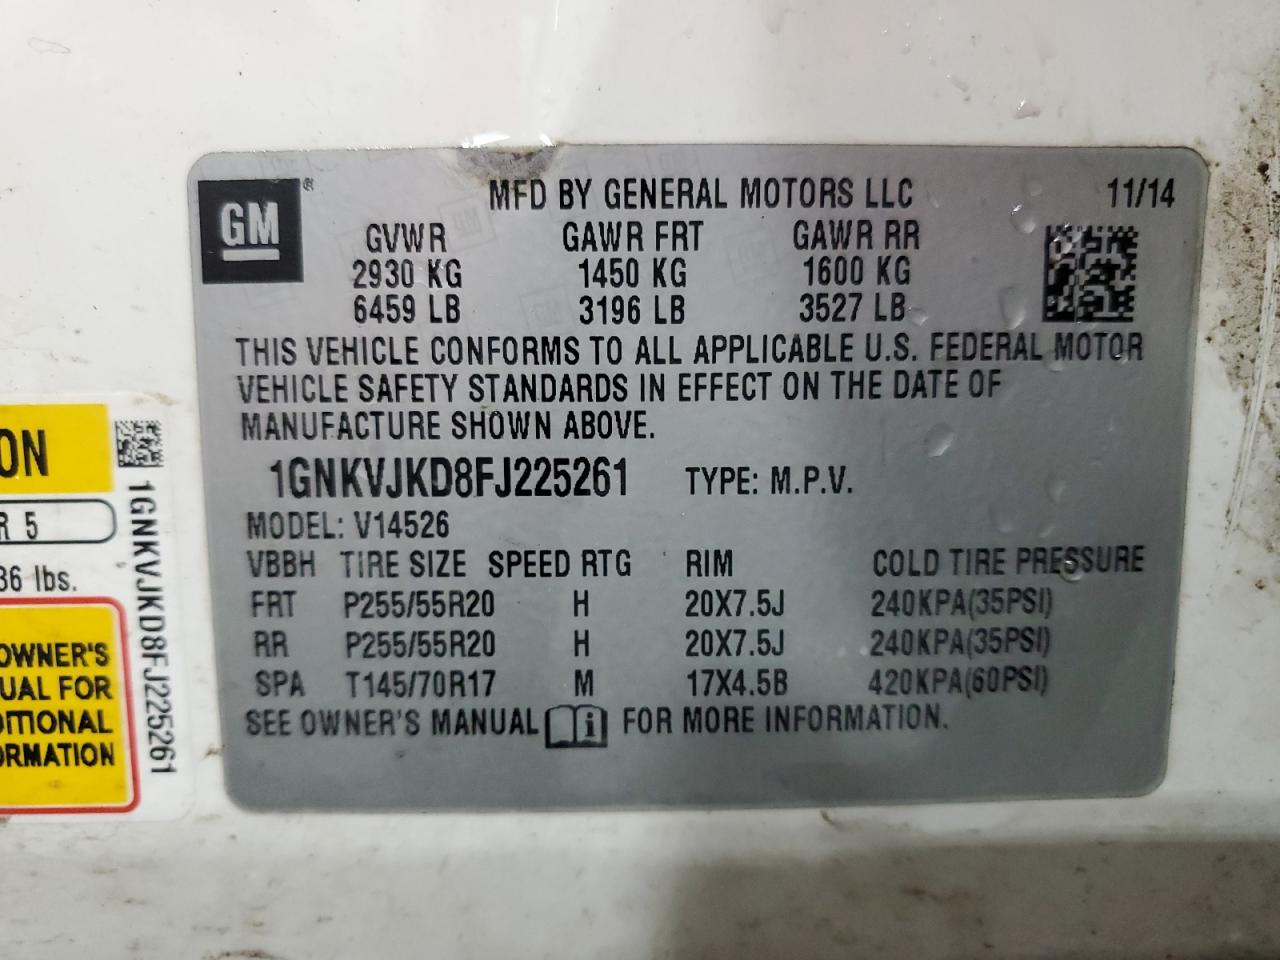 GM®
MFD BY GENERAL MOTORS LLC 11/14
GVWR GAWR FRT GAWR RR
2930 KG 1450 KG 1600 KG
6459 LB 3196 LB 3527 LB
THIS VEHICLE CONFORMS TO ALL APPLICABLE U.S. FEDERAL MOTOR
VEHICLE SAFETY STANDARDS IN EFFECT ON THE DATE OF
MANUFACTURE SHOWN ABOVE.
1GNKVJKD8FJ225261 TYPE: M.P.V.
MODEL: V14526
VBBH TIRE SIZE SPEED RTG RIM COLD TIRE PRESSURE
FRT P255/55R20 H 20X7.5J 240KPA(35PSI)
RR P255/55R20 H 20X7.5J 240KPA(35PSI)
SPA T145/70R17 M 17X4.5B 420KPA(60PSI)
SEE OWNER'S MANUAL i FOR MORE INFORMATION.
ON
R 5
36 lbs.
OWNER'S
UAL FOR
DITIONAL
ORMATION
1GNKVJKD8FJ225261